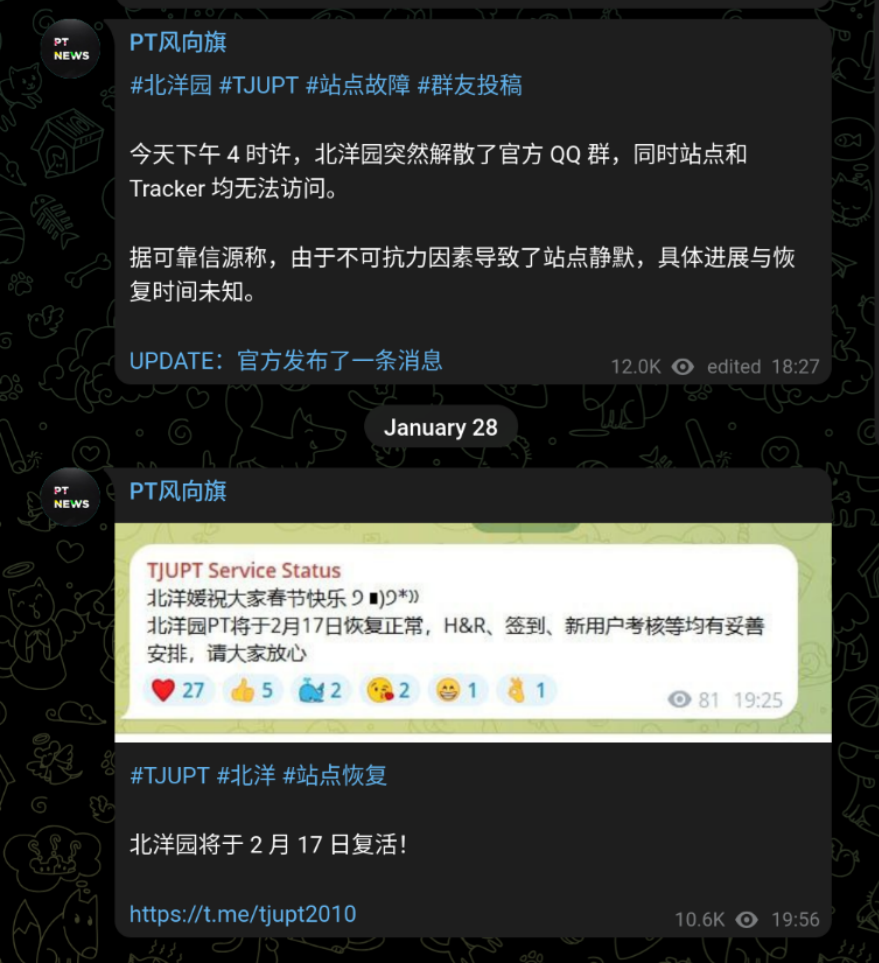 PT
NEWS
PT风向旗
#北洋园 #TJUPT #站点故障 #群友投稿
今天下午 4 时许，北洋园突然解散了官方 QQ 群，同时站点和
Tracker 均无法访问。
据可靠信源称，由于不可抗力因素导致了站点静默，具体进展与恢
复时间未知。
UPDATE：官方发布了一条消息
12.0K edited 18:27
January 28
PT
NEWS
PT风向旗
TJUPT Service Status
北洋媛祝大家春节快乐 ੭ ∎)੭*))
北洋园PT将于2月17日恢复正常，H&R、签到、新用户考核等均有妥善
安排，请大家放心
❤️ 27 👍 5 🐳 2 😘 2 😁 1 🤞 1
81 19:25
#TJUPT #北洋 #站点恢复
北洋园将于 2 月 17 日复活！
https://t.me/tjupt2010
10.6K 19:56